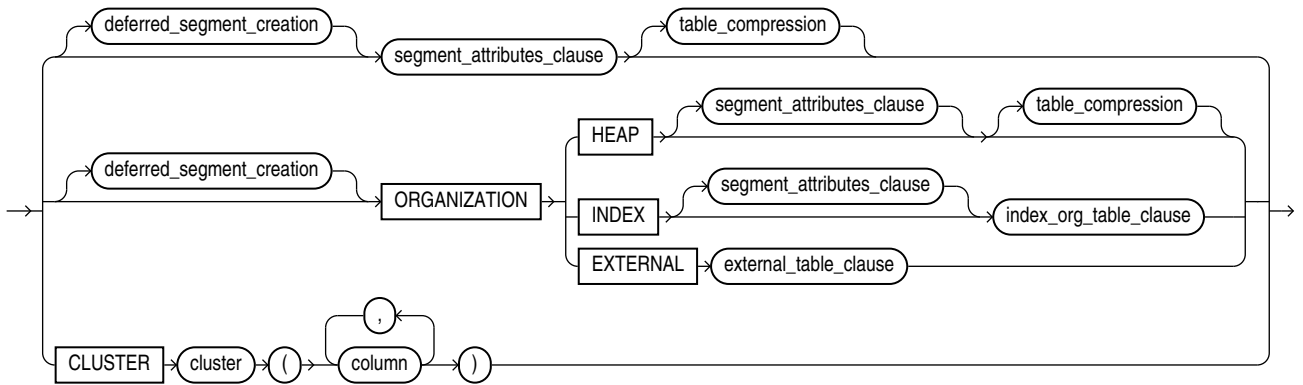 deferred_segment_creation segment_attributes_clause table_compression
deferred_segment_creation ORGANIZATION
HEAP segment_attributes_clause table_compression
INDEX segment_attributes_clause index_org_table_clause
EXTERNAL external_table_clause
CLUSTER cluster ( column , )